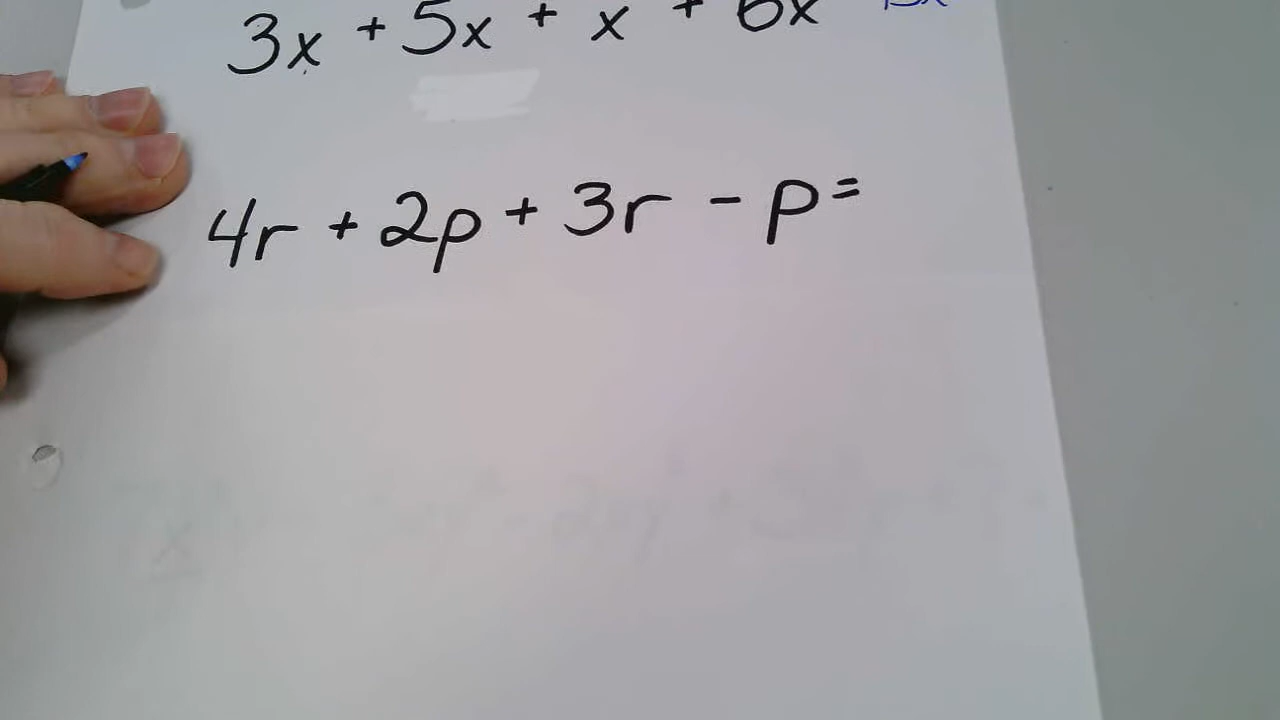 3x + 5x + x + 6x
4r + 2p + 3r - p =